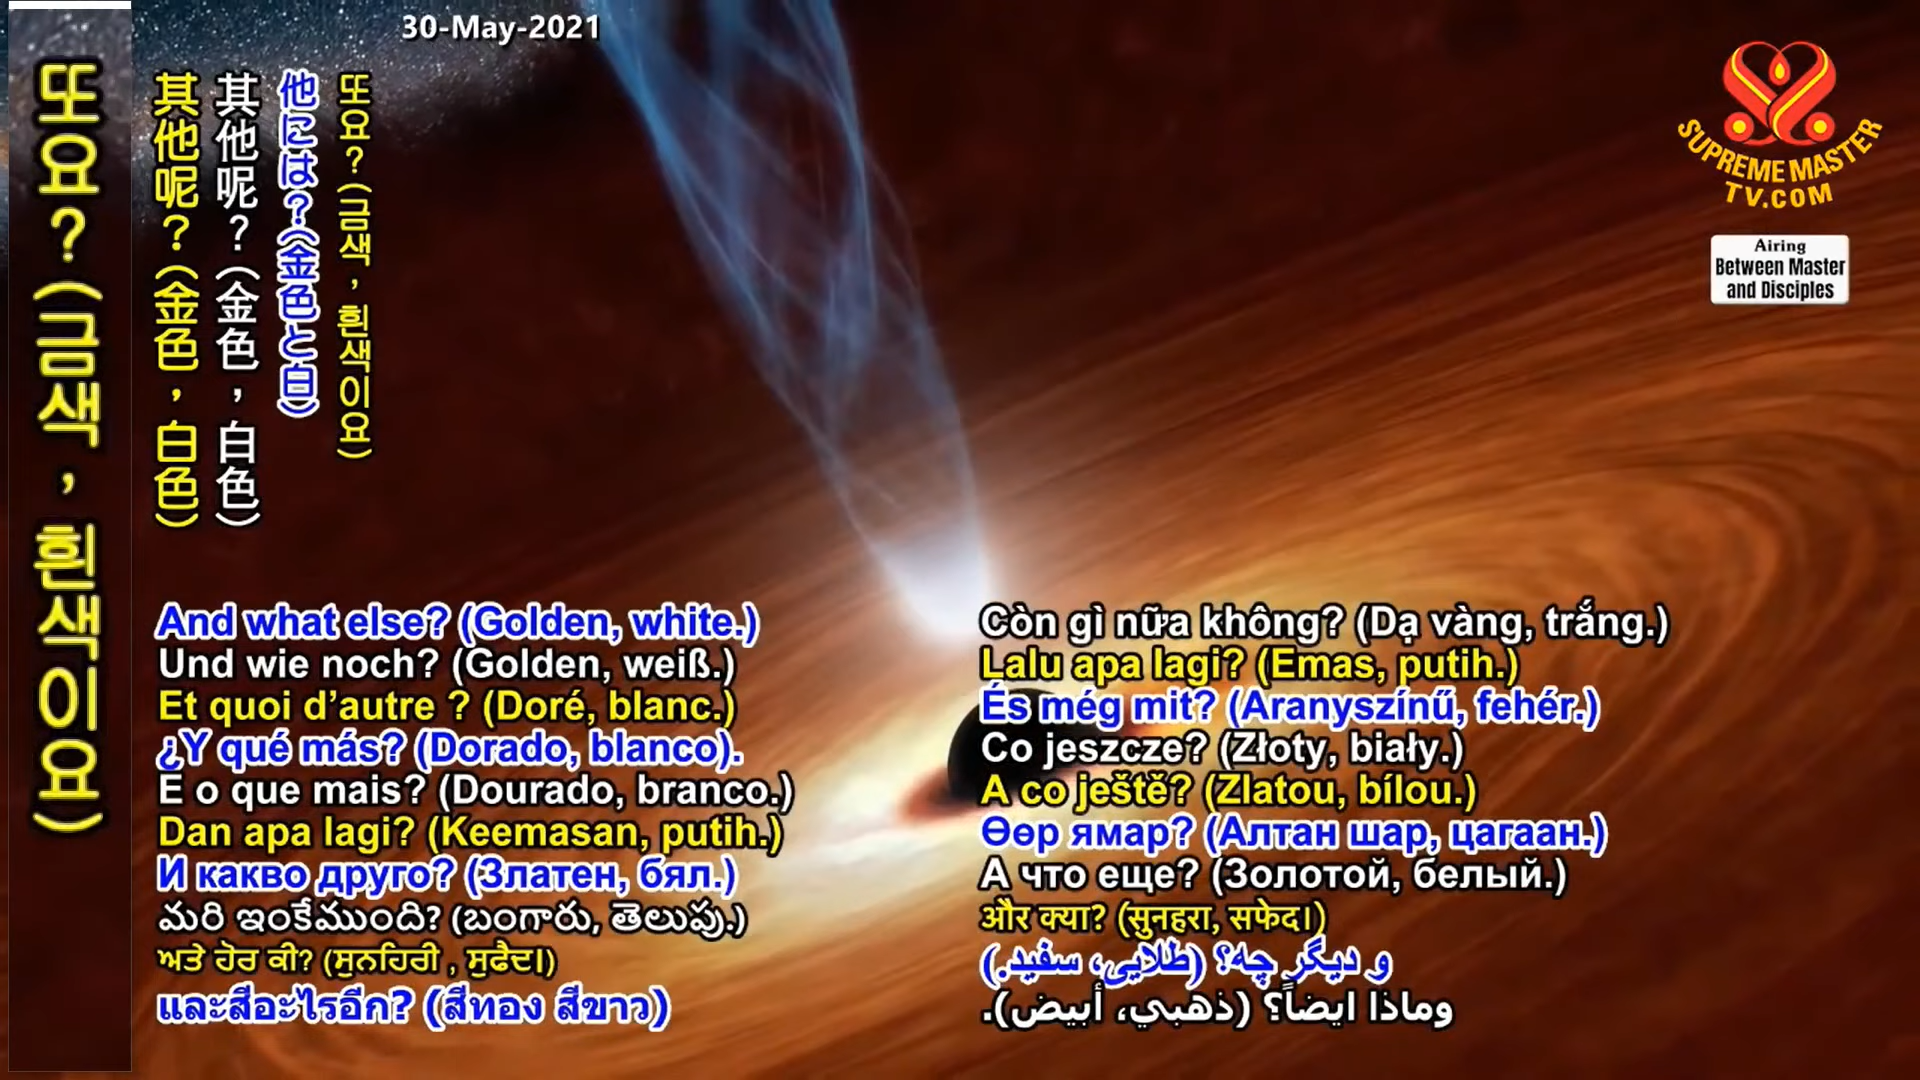 30-May-2021
또요? (금색, 흰색이요)
其他呢？（金色，白色）
其他呢？（金色，白色）
他には？（金色と白）
또요? (금색, 흰색이요)
SUPREME MASTER
TV.COM
Airing
Between Master
and Disciples
And what else? (Golden, white.)
Und wie noch? (Golden, weiß.)
Et quoi d’autre ? (Doré, blanc.)
¿Y qué más? (Dorado, blanco).
E o que mais? (Dourado, branco.)
Dan apa lagi? (Keemasan, putih.)
И какво друго? (Златен, бял.)
మరి ఇంకేముంది? (బంగారు, తెలుపు.)
ਅਤੇ ਹੋਰ ਕੀ? (ਸੁਨਹਿਰੀ , ਸੁਫੈਦ।)
และสีอะไรอีก? (สีทอง สีขาว)
Còn gì nữa không? (Dạ vàng, trắng.)
Lalu apa lagi? (Emas, putih.)
És még mit? (Aranyszínű, fehér.)
Co jeszcze? (Złoty, biały.)
A co ještě? (Zlatou, bílou.)
Өөр ямар? (Алтан шар, цагаан.)
А что еще? (Золотой, белый.)
और क्या? (सुनहरा, सफेद।)
و دیگر چه؟ (طلایی، سفید.)
وماذا ايضاً؟ (ذهبي، أبيض).